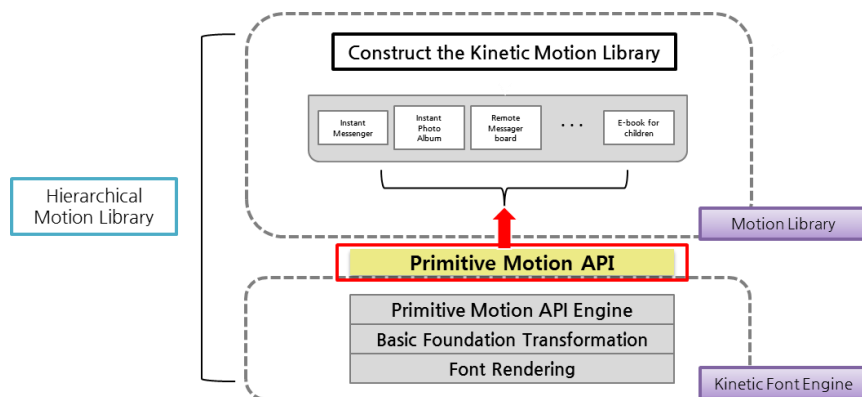 Construct the Kinetic Motion Library
Instant
Messenger
Instant
Photo
Album
Remote
Messager
board
...
E-book for
children
Hierarchical
Motion Library
Motion Library
Primitive Motion API
Primitive Motion API Engine
Basic Foundation Transformation
Font Rendering
Kinetic Font Engine